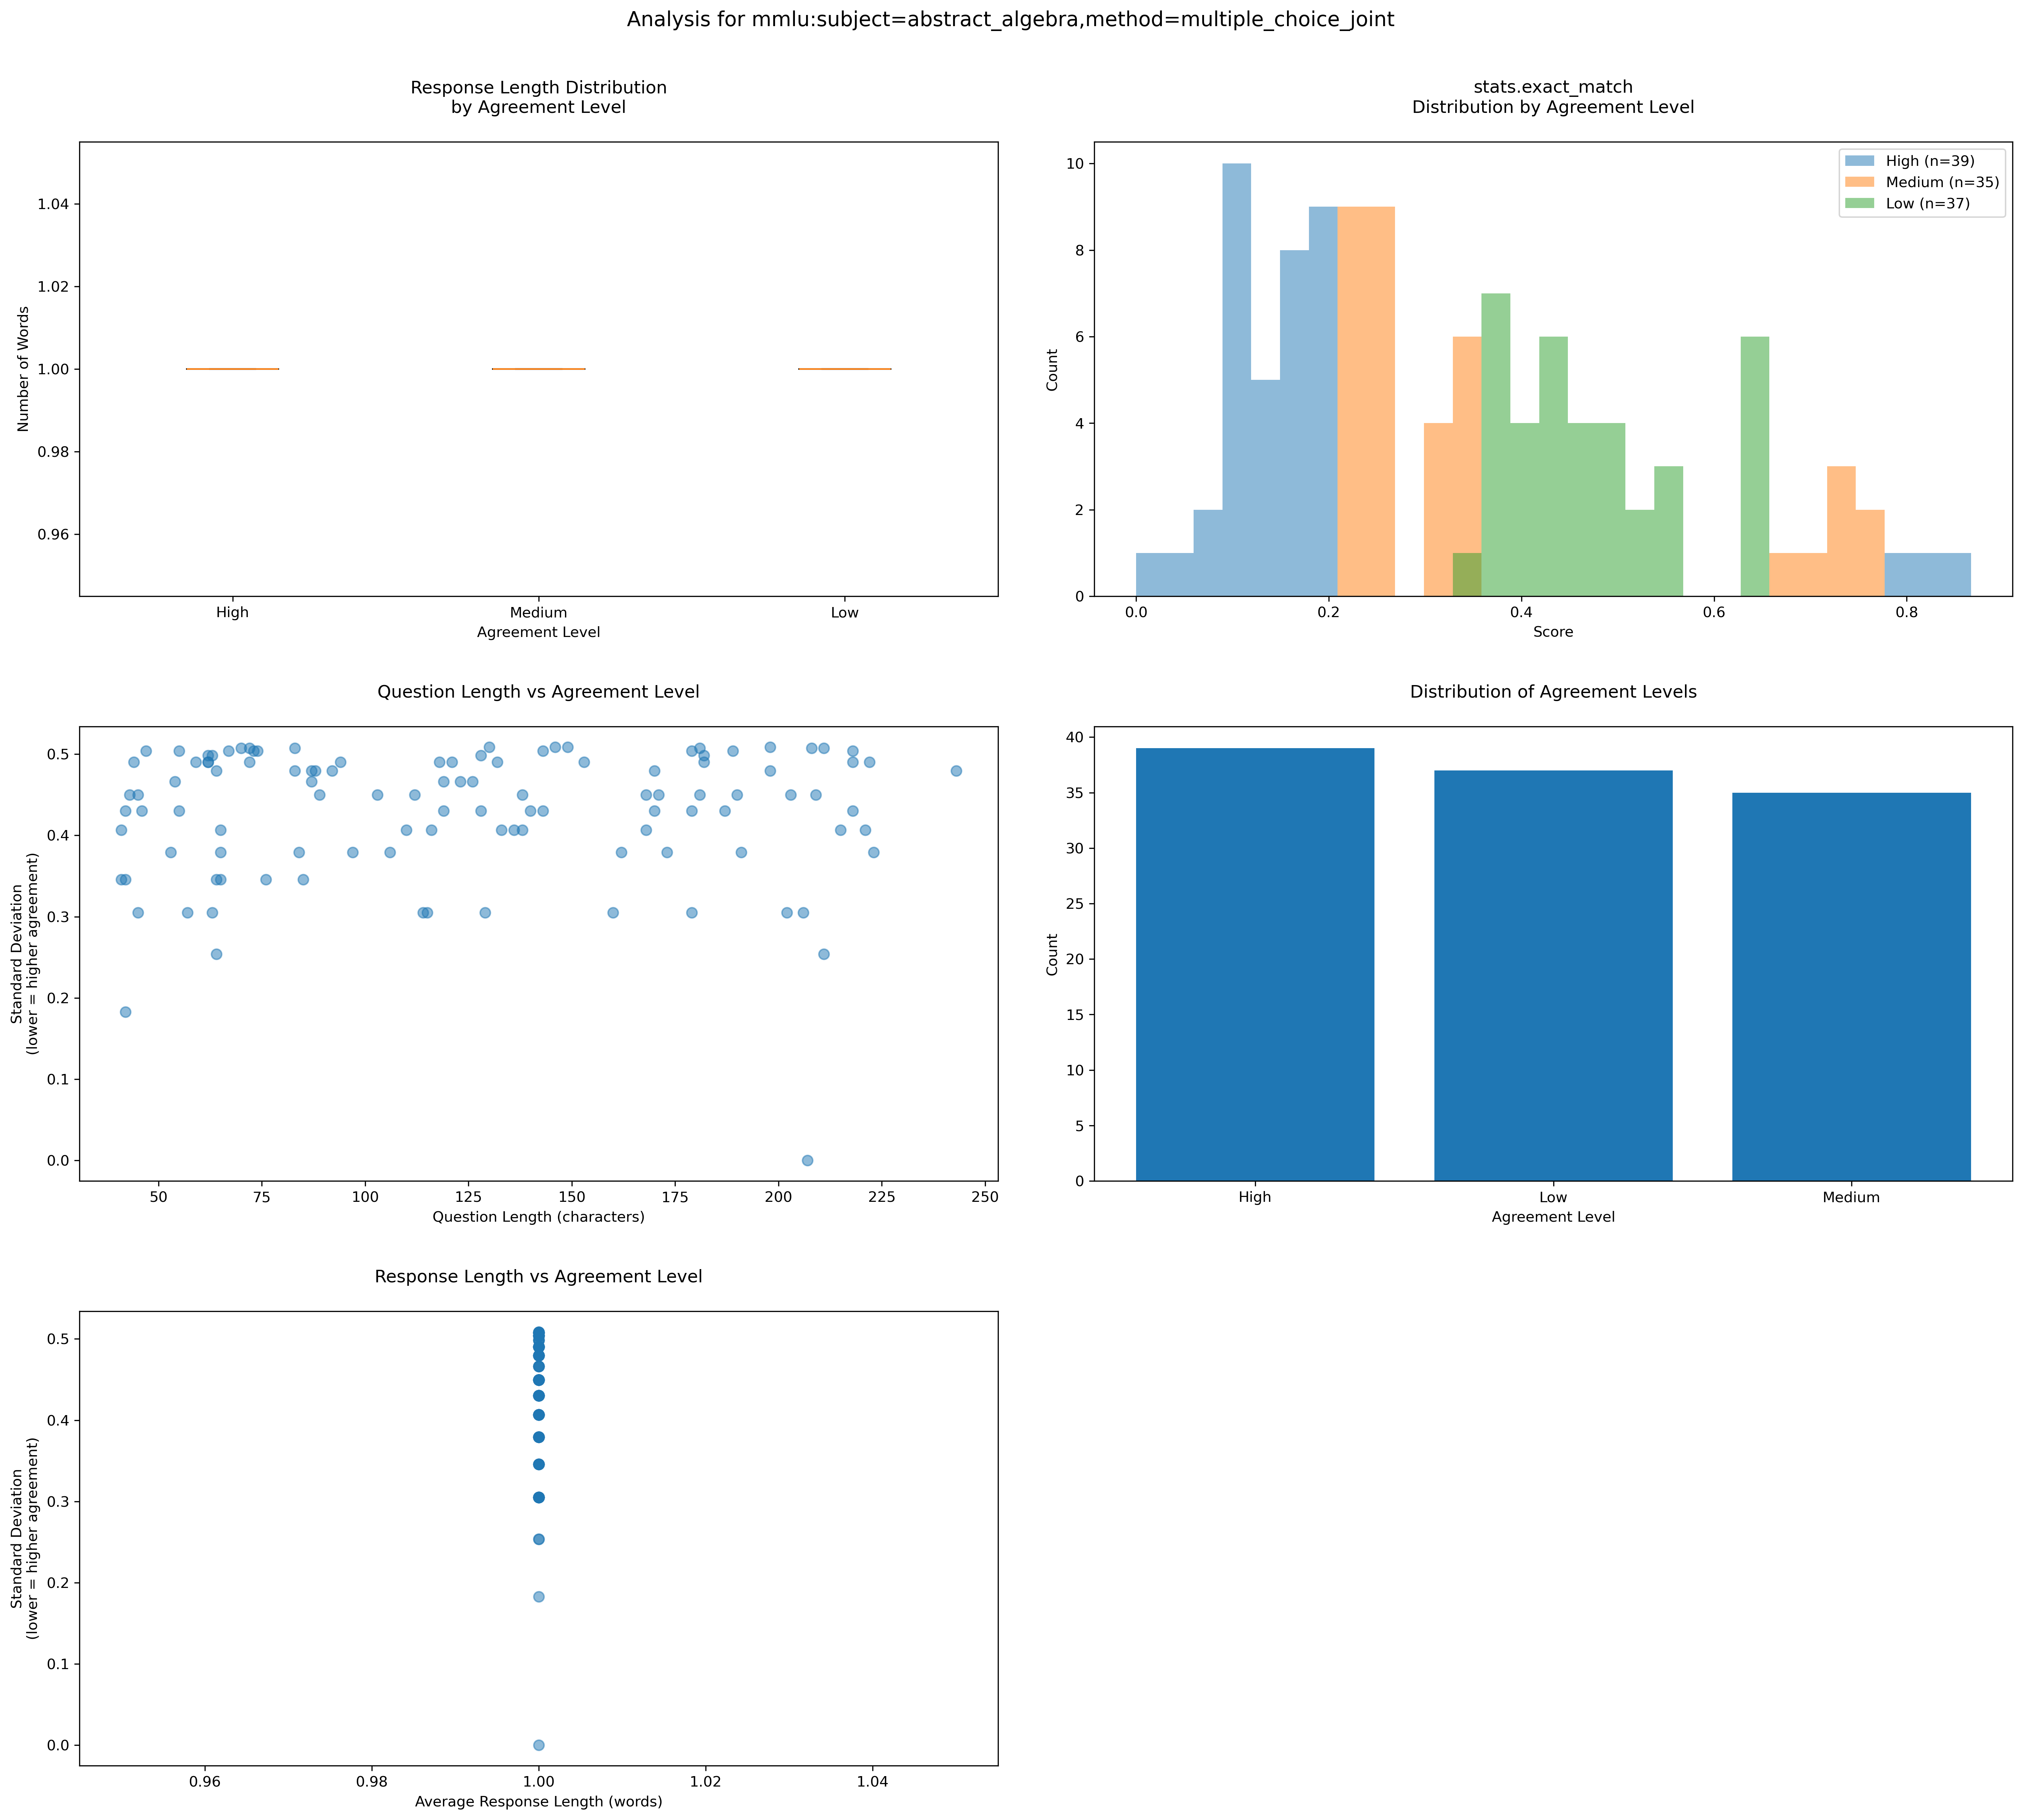 Analysis for mmlu:subject=abstract_algebra,method=multiple_choice_joint
Response Length Distribution
by Agreement Level
Number of Words
1.04
1.02
1.00
0.98
0.96
High
Medium
Low
Agreement Level
stats.exact_match
Distribution by Agreement Level
Count
10
8
6
4
2
0
High (n=39)
Medium (n=35)
Low (n=37)
0.0
0.2
0.4
0.6
0.8
Score
Question Length vs Agreement Level
Standard Deviation
(lower = higher agreement)
0.5
0.4
0.3
0.2
0.1
0.0
50
75
100
125
150
175
200
225
250
Question Length (characters)
Distribution of Agreement Levels
Count
40
35
30
25
20
15
10
5
0
High
Low
Medium
Agreement Level
Response Length vs Agreement Level
Standard Deviation
(lower = higher agreement)
0.5
0.4
0.3
0.2
0.1
0.0
0.96
0.98
1.00
1.02
1.04
Average Response Length (words)